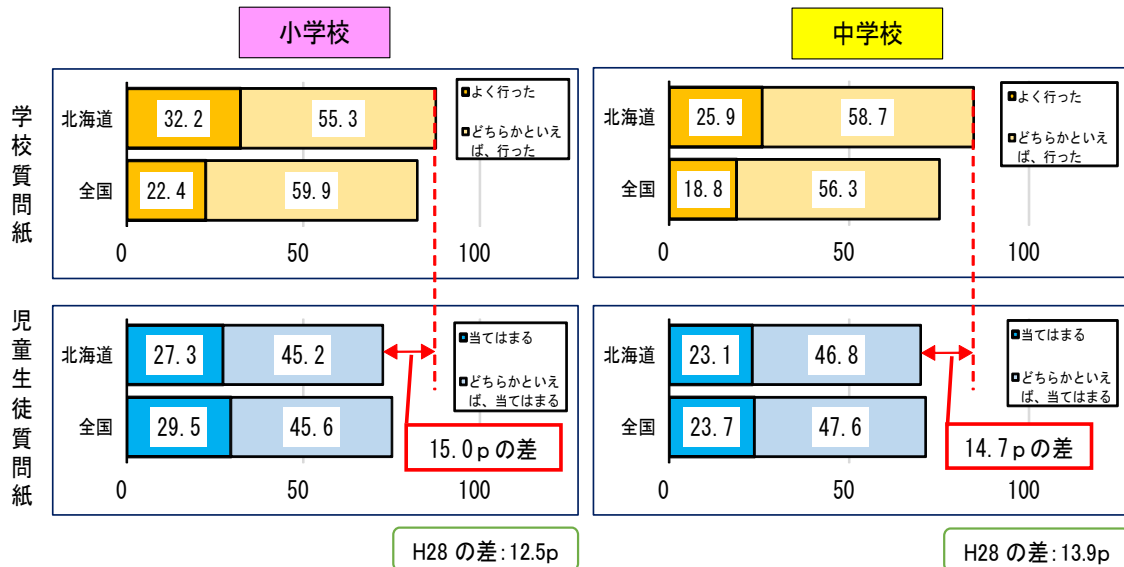 小学校
中学校
学校質問紙
北海道
32.2
55.3
全国
22.4
59.9
0
50
100
■よく行った
■どちらかといえ
ば、行った
北海道
25.9
58.7
全国
18.8
56.3
0
50
100
■よく行った
■どちらかといえ
ば、行った
児童生徒質問紙
北海道
27.3
45.2
全国
29.5
45.6
0
50
100
■当てはまる
■どちらかといえ
ば、当てはまる
15.0pの差
H28 の差:12.5p
北海道
23.1
46.8
全国
23.7
47.6
0
50
100
■当てはまる
■どちらかといえ
ば、当てはまる
14.7pの差
H28 の差:13.9p